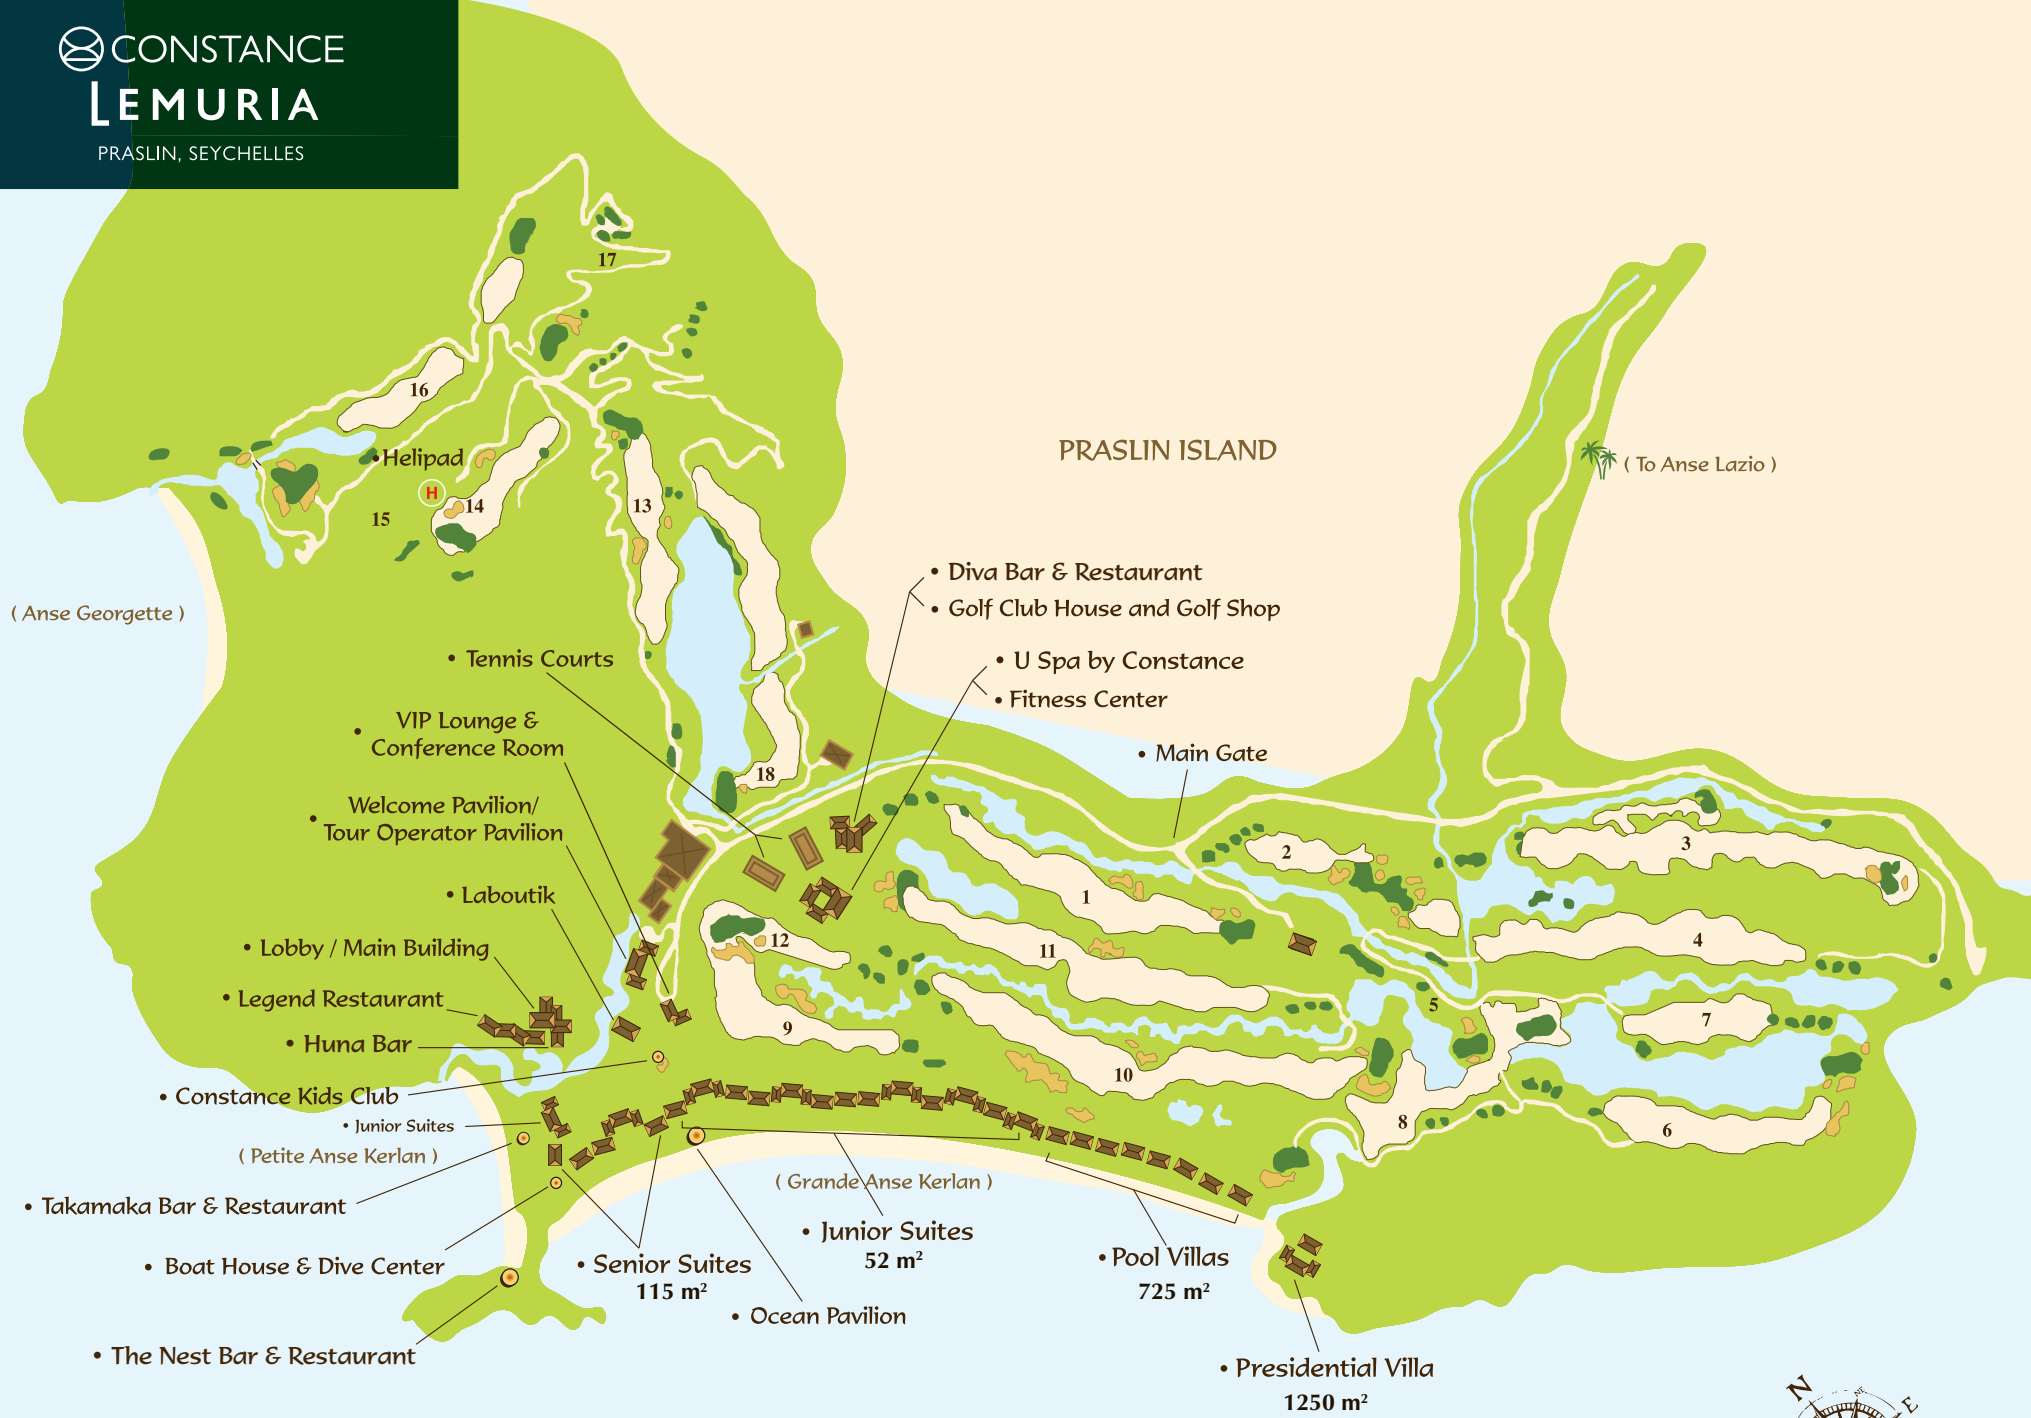 CONSTANCE
LEMURIA
PRASLIN, SEYCHELLES
17
16
• Helipad
H
14
15
13
PRASLIN ISLAND
( To Anse Lazio )
( Anse Georgette )
• Diva Bar & Restaurant
• Golf Club House and Golf Shop
• Tennis Courts
• U Spa by Constance
• Fitness Center
• VIP Lounge &
Conference Room
• Main Gate
18
• Welcome Pavilion/
Tour Operator Pavilion
2
3
• Laboutik
1
12
11
4
• Lobby / Main Building
• Legend Restaurant
5
9
7
• Huna Bar
10
• Constance Kids Club
• Junior Suites
8
6
( Petite Anse Kerlan )
( Grande Anse Kerlan )
• Takamaka Bar & Restaurant
• Junior Suites
52 m²
• Boat House & Dive Center
• Senior Suites
115 m²
• Pool Villas
725 m²
• Ocean Pavilion
• The Nest Bar & Restaurant
• Presidential Villa
1250 m²
N
NE
E